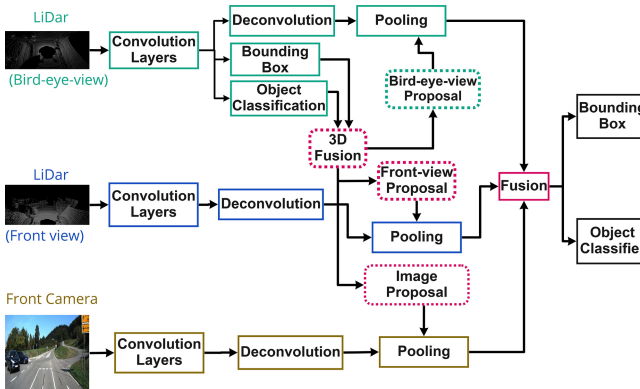 LiDar
(Bird-eye-view)
Convolution
Layers
Deconvolution
Pooling
Bounding
Box
Object
Classification
Bird-eye-view
Proposal
3D
Fusion
LiDar
(Front view)
Convolution
Layers
Deconvolution
Front-view
Proposal
Pooling
Fusion
Bounding
Box
Object
Classifie
Image
Proposal
Front Camera
Convolution
Layers
Deconvolution
Pooling